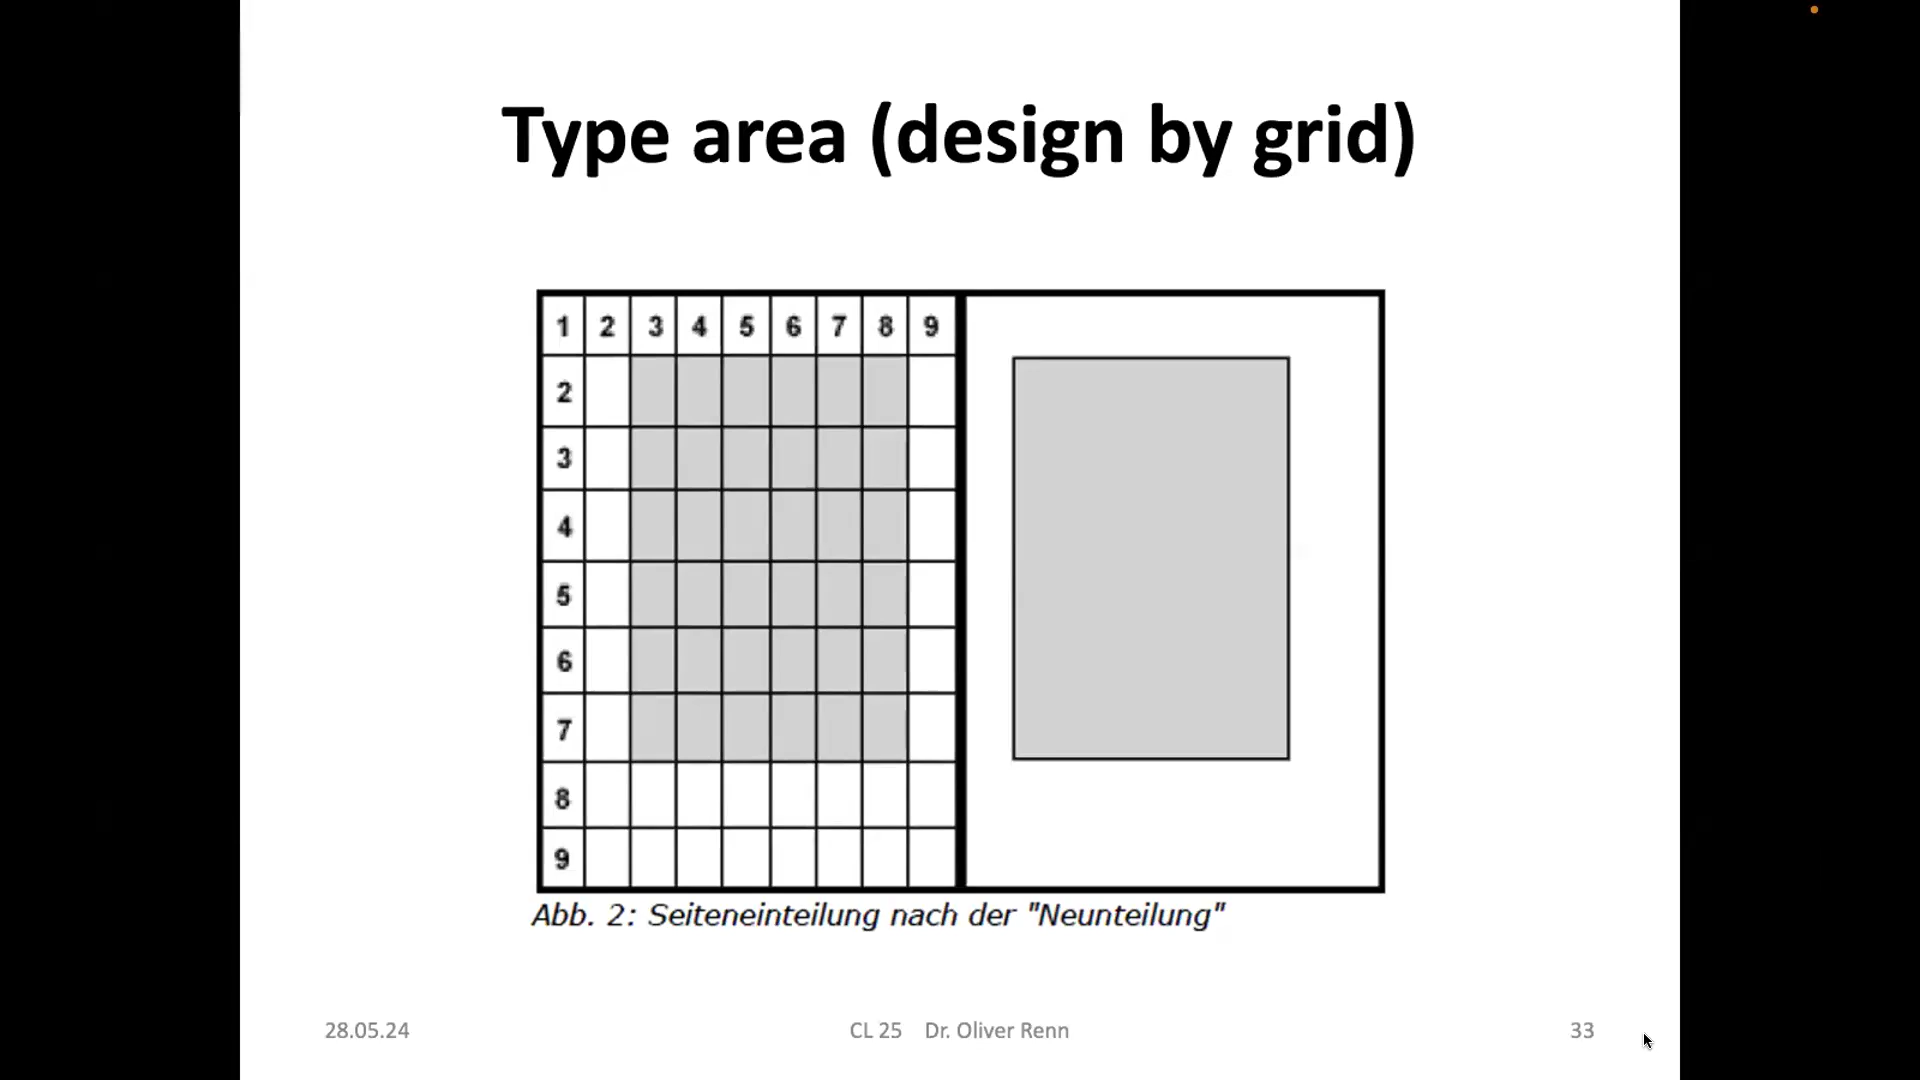 Type area (design by grid)
1 2 3 4 5 6 7 8 9
2
3
4
5
6
7
8
9
Abb. 2: Seiteneinteilung nach der "Neunteilung"
28.05.24 CL 25 Dr. Oliver Renn 33